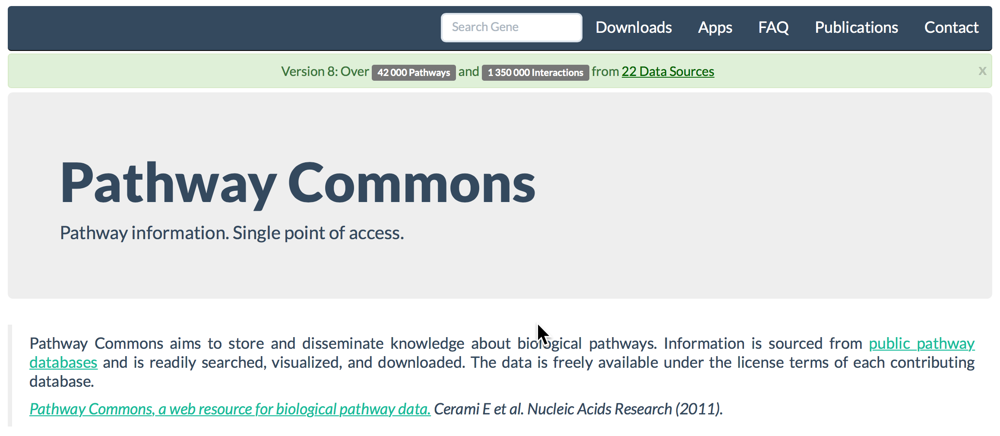 Search Gene Downloads Apps FAQ Publications Contact
Version 8: Over 42 000 Pathways and 1 350 000 Interactions from 22 Data Sources x
Pathway Commons
Pathway information. Single point of access.
Pathway Commons aims to store and disseminate knowledge about biological pathways. Information is sourced from public pathway
databases and is readily searched, visualized, and downloaded. The data is freely available under the license terms of each contributing
database.
Pathway Commons, a web resource for biological pathway data. Cerami E et al. Nucleic Acids Research (2011).